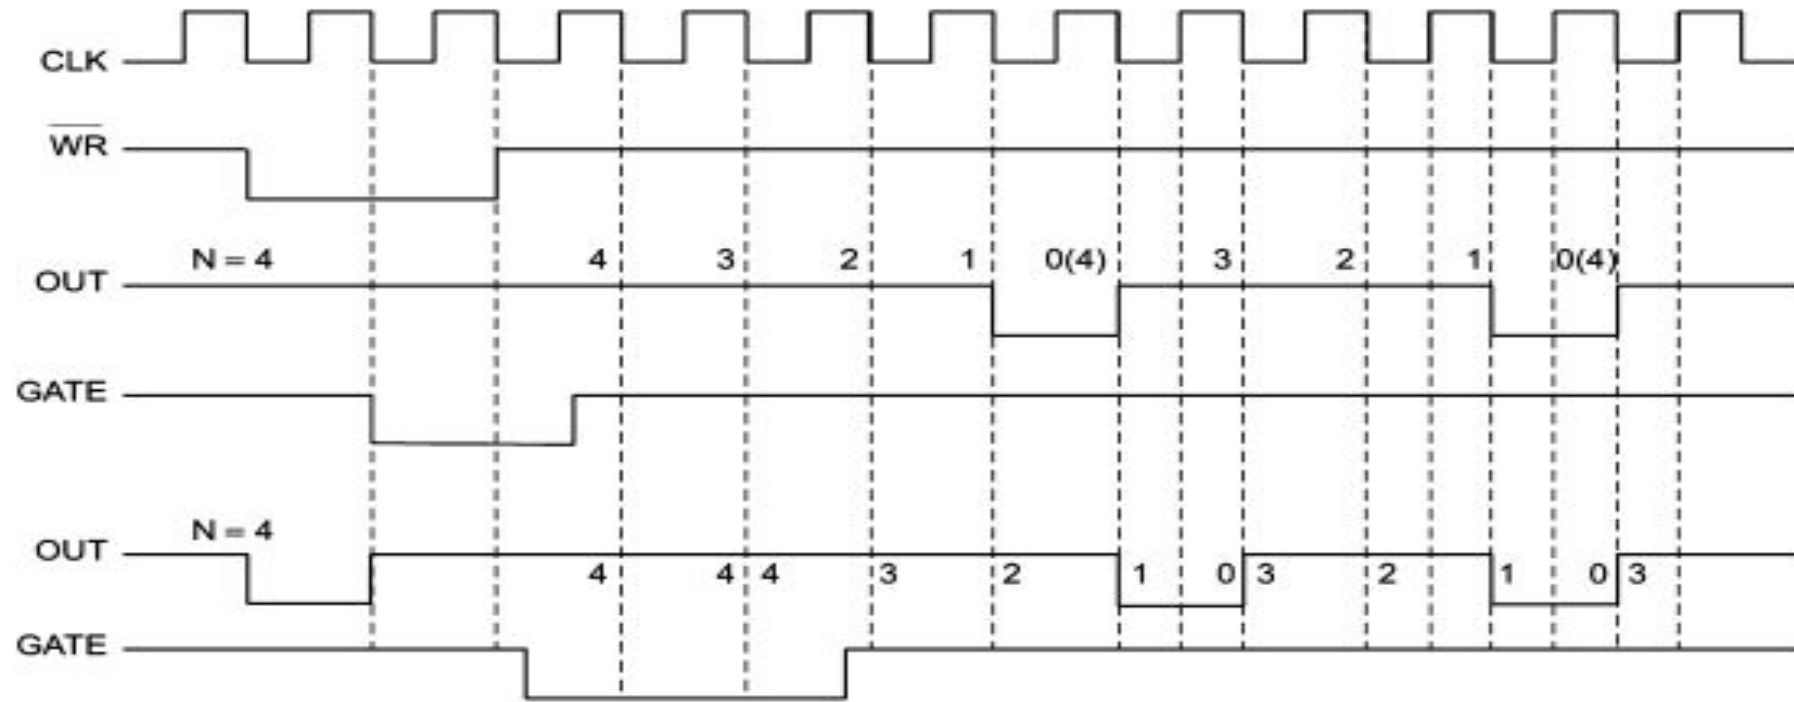 CLK
W̅R̅
N = 4 4 3 2 1 0(4) 3 2 1 0(4)
OUT
GATE
N = 4
OUT
4 4 4 3 2 1 0 3 2 1 0 3
GATE